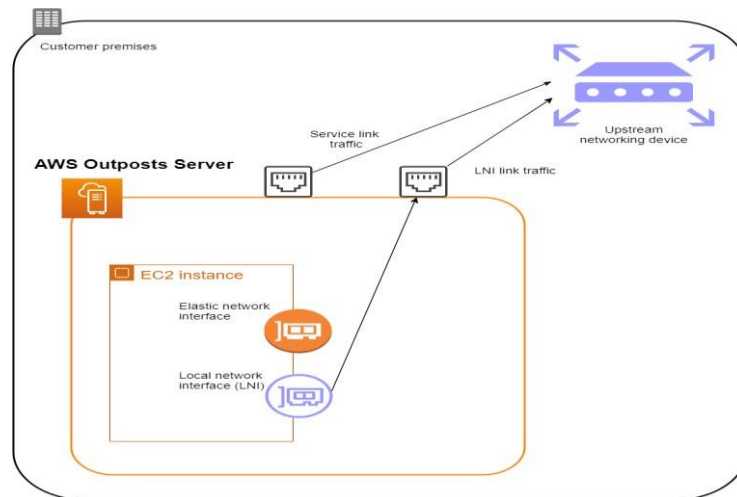 Customer premises
Service link
traffic
Upstream
networking device
AWS Outposts Server
LNI link traffic
EC2 instance
Elastic network
interface
Local network
interface (LNI)